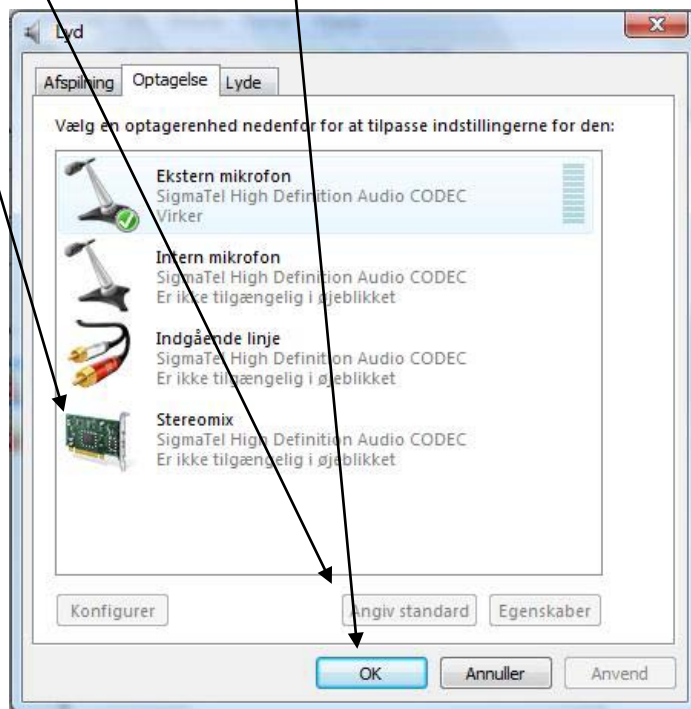 Lyd
Afspilning Optagelse Lyde
Vælg en optagerenhed nedenfor for at tilpasse indstillingerne for den:
Ekstern mikrofon
SigmaTel High Definition Audio CODEC
Virker
Intern mikrofon
SigmaTel High Definition Audio CODEC
Er ikke tilgængelig i øjeblikket
Indgående linje
SigmaTel High Definition Audio CODEC
Er ikke tilgængelig i øjeblikket
Stereomix
SigmaTel High Definition Audio CODEC
Er ikke tilgængelig i øjeblikket
Konfigurer Angiv standard Egenskaber
OK Annuller Anvend